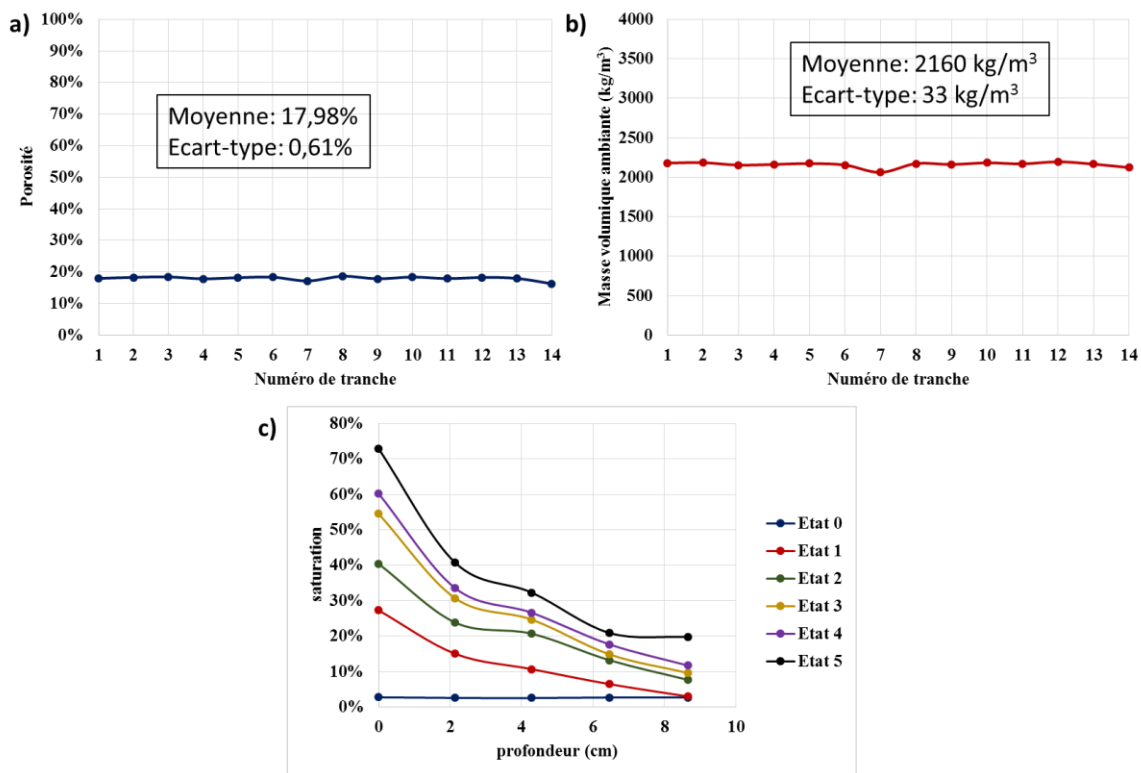 a)
100%
90%
80%
70%
60%
50%
40%
30%
20%
10%
0%
Porosité
Moyenne: 17,98%
Ecart-type: 0,61%
1 2 3 4 5 6 7 8 9 10 11 12 13 14
Numéro de tranche
b)
4000
3500
3000
2500
2000
1500
1000
500
0
Masse volumique ambiante (kg/m³)
Moyenne: 2160 kg/m³
Ecart-type: 33 kg/m³
1 2 3 4 5 6 7 8 9 10 11 12 13 14
Numéro de tranche
c)
80%
70%
60%
50%
40%
30%
20%
10%
0%
saturation
0 2 4 6 8 10
profondeur (cm)
Etat 0
Etat 1
Etat 2
Etat 3
Etat 4
Etat 5